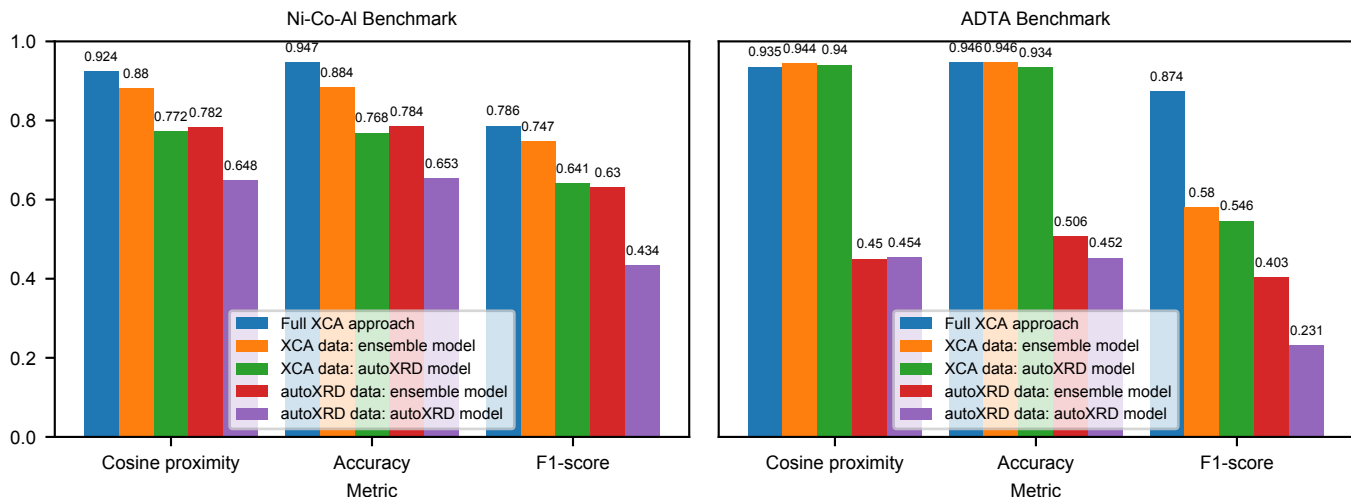 Ni-Co-Al Benchmark
1.0
0.8
0.6
0.4
0.2
0.0
0.924
0.88
0.772
0.782
0.648
0.947
0.884
0.768
0.784
0.653
0.786
0.747
0.641
0.63
0.434
Full XCA approach
XCA data: ensemble model
XCA data: autoXRD model
autoXRD data: ensemble model
autoXRD data: autoXRD model
Cosine proximity
Accuracy
F1-score
Metric
ADTA Benchmark
0.935
0.944
0.94
0.45
0.454
0.946
0.946
0.934
0.506
0.452
0.874
0.58
0.546
0.403
0.231
Full XCA approach
XCA data: ensemble model
XCA data: autoXRD model
autoXRD data: ensemble model
autoXRD data: autoXRD model
Cosine proximity
Accuracy
F1-score
Metric